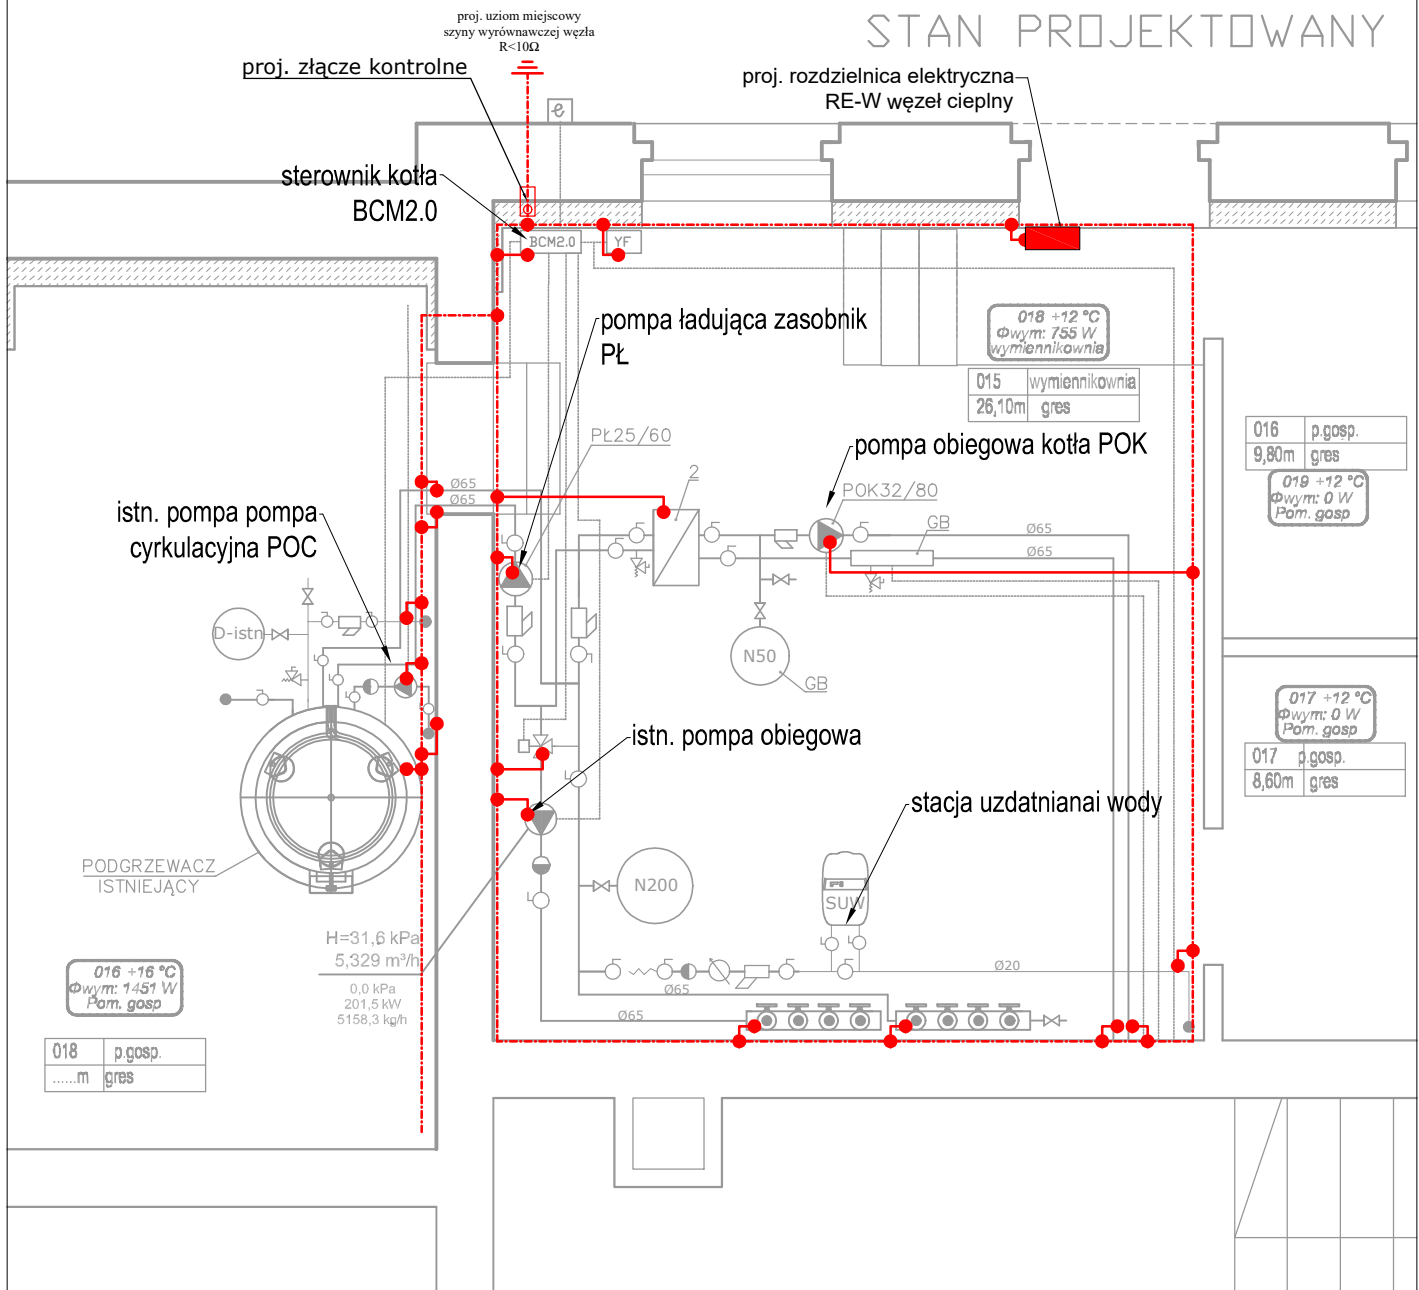 proj. uziom miejscowy
szyny wyrównawczej węzła
R<10Ω
STAN PROJEKTOWANY
proj. złącze kontrolne
proj. rozdzielnica elektryczna
RE-W węzeł cieplny
e
sterownik kotła
BCM2.0
BCM2.0
YF
pompa ładująca zasobnik
PŁ
018 +12 °C
Φwym: 755 W
wymiennikownia
015 wymiennikownia
26,10m gres
PŁ25/60
pompa obiegowa kotła POK
016 p.gosp.
9,80m gres
2
POK32/80
019 +12 °C
Φwym: 0 W
Pom. gosp
Ø65
Ø65
istn. pompa pompa
cyrkulacyjna POC
GB
Ø65
Ø65
D-istn
N50
GB
017 +12 °C
Φwym: 0 W
Pom. gosp
istn. pompa obiegowa
017 p.gosp.
8,60m gres
stacja uzdatnianai wody
PODGRZEWACZ
ISTNIEJĄCY
N200
SUW
H=31,6 kPa
5,329 m³/h
016 +16 °C
Φwym: 1451 W
Pom. gosp
0,0 kPa
201,5 kW
5158,3 kg/h
Ø20
Ø65
Ø65
018 p.gosp.
......m gres